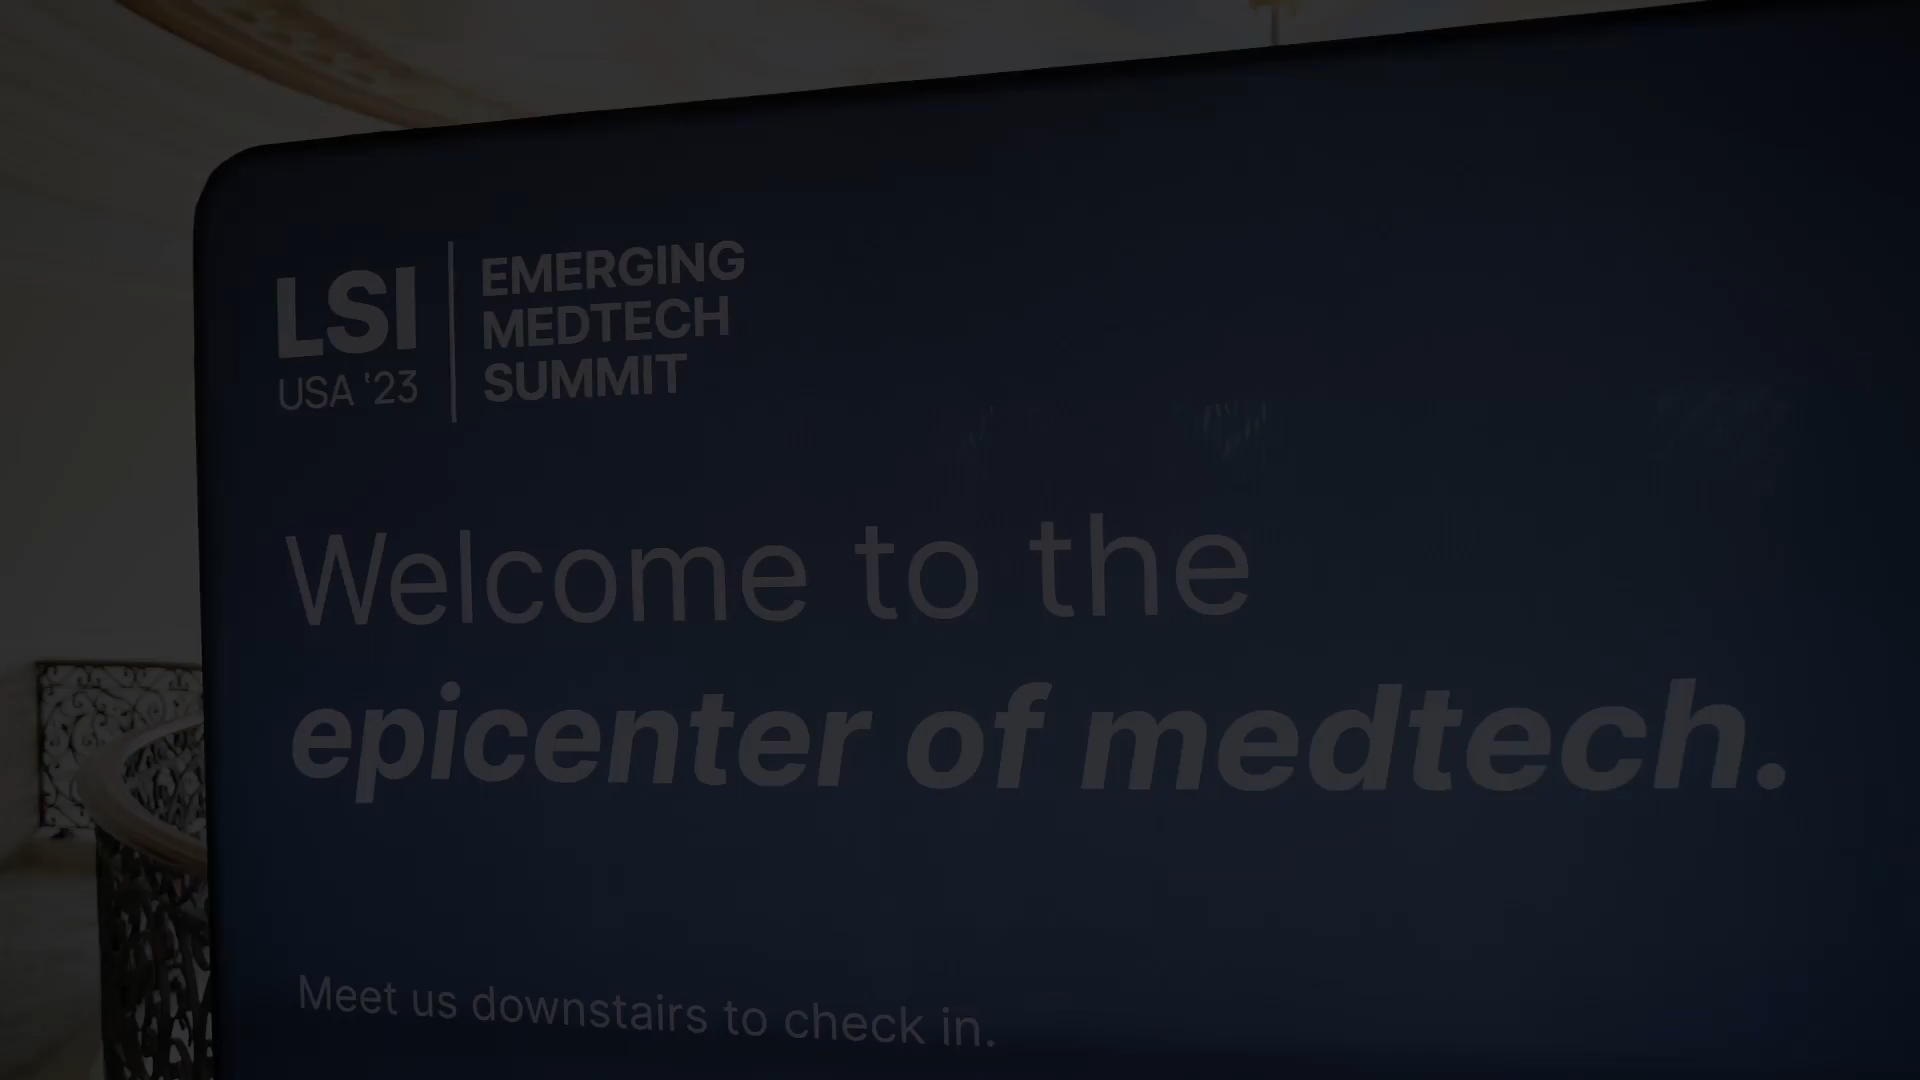 LSI
USA '23
EMERGING
MEDTECH
SUMMIT
Welcome to the
epicenter of medtech.
Meet us downstairs to check in.